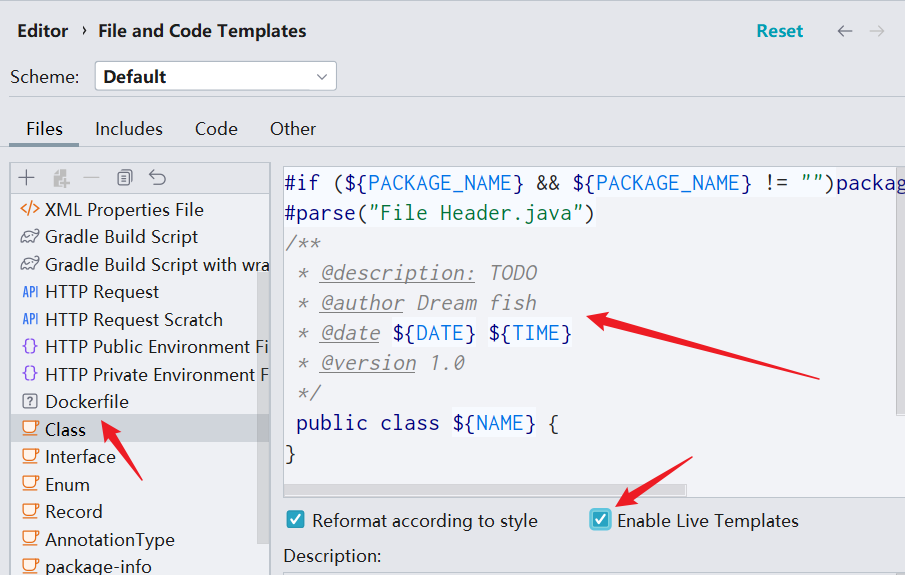 Editor › File and Code Templates
Reset
Scheme: Default
Files Includes Code Other
XML Properties File
Gradle Build Script
Gradle Build Script with wra
API HTTP Request
API HTTP Request Scratch
HTTP Public Environment Fi
HTTP Private Environment F
Dockerfile
Class
Interface
Enum
Record
AnnotationType
package-info
#if (${PACKAGE_NAME} && ${PACKAGE_NAME} != "")packag
#parse("File Header.java")
/**
* @description: TODO
* @author Dream fish
* @date ${DATE} ${TIME}
* @version 1.0
*/
public class ${NAME} {
}
Reformat according to style
Enable Live Templates
Description: